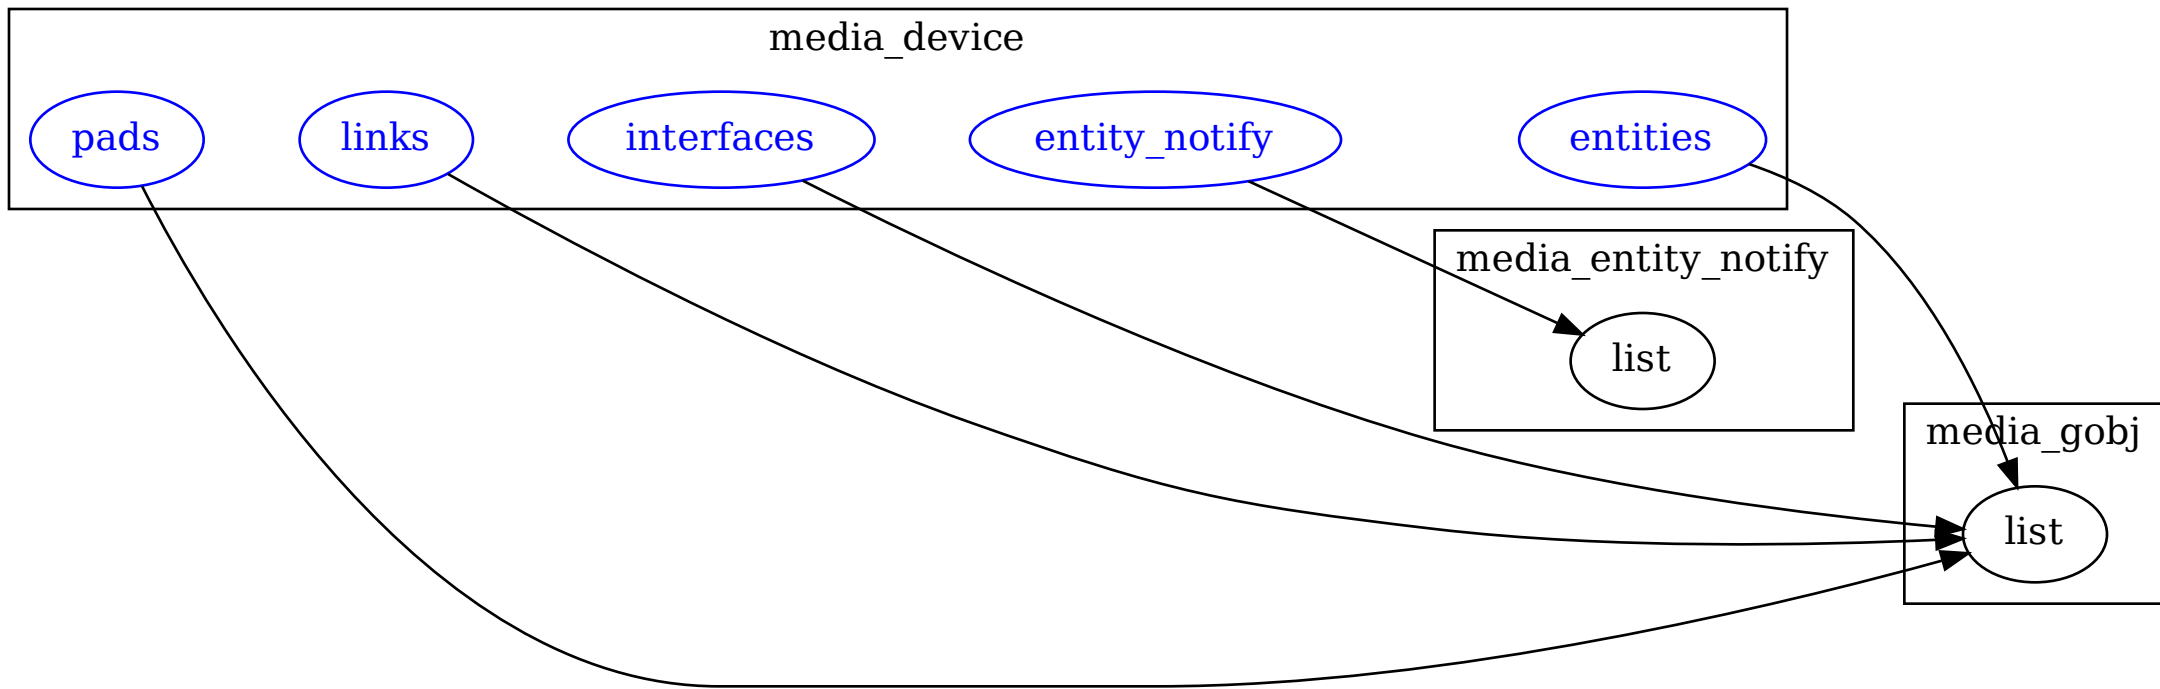 media_device
pads
links
interfaces
entity_notify
entities
media_entity_notify
list
media_gobj
list